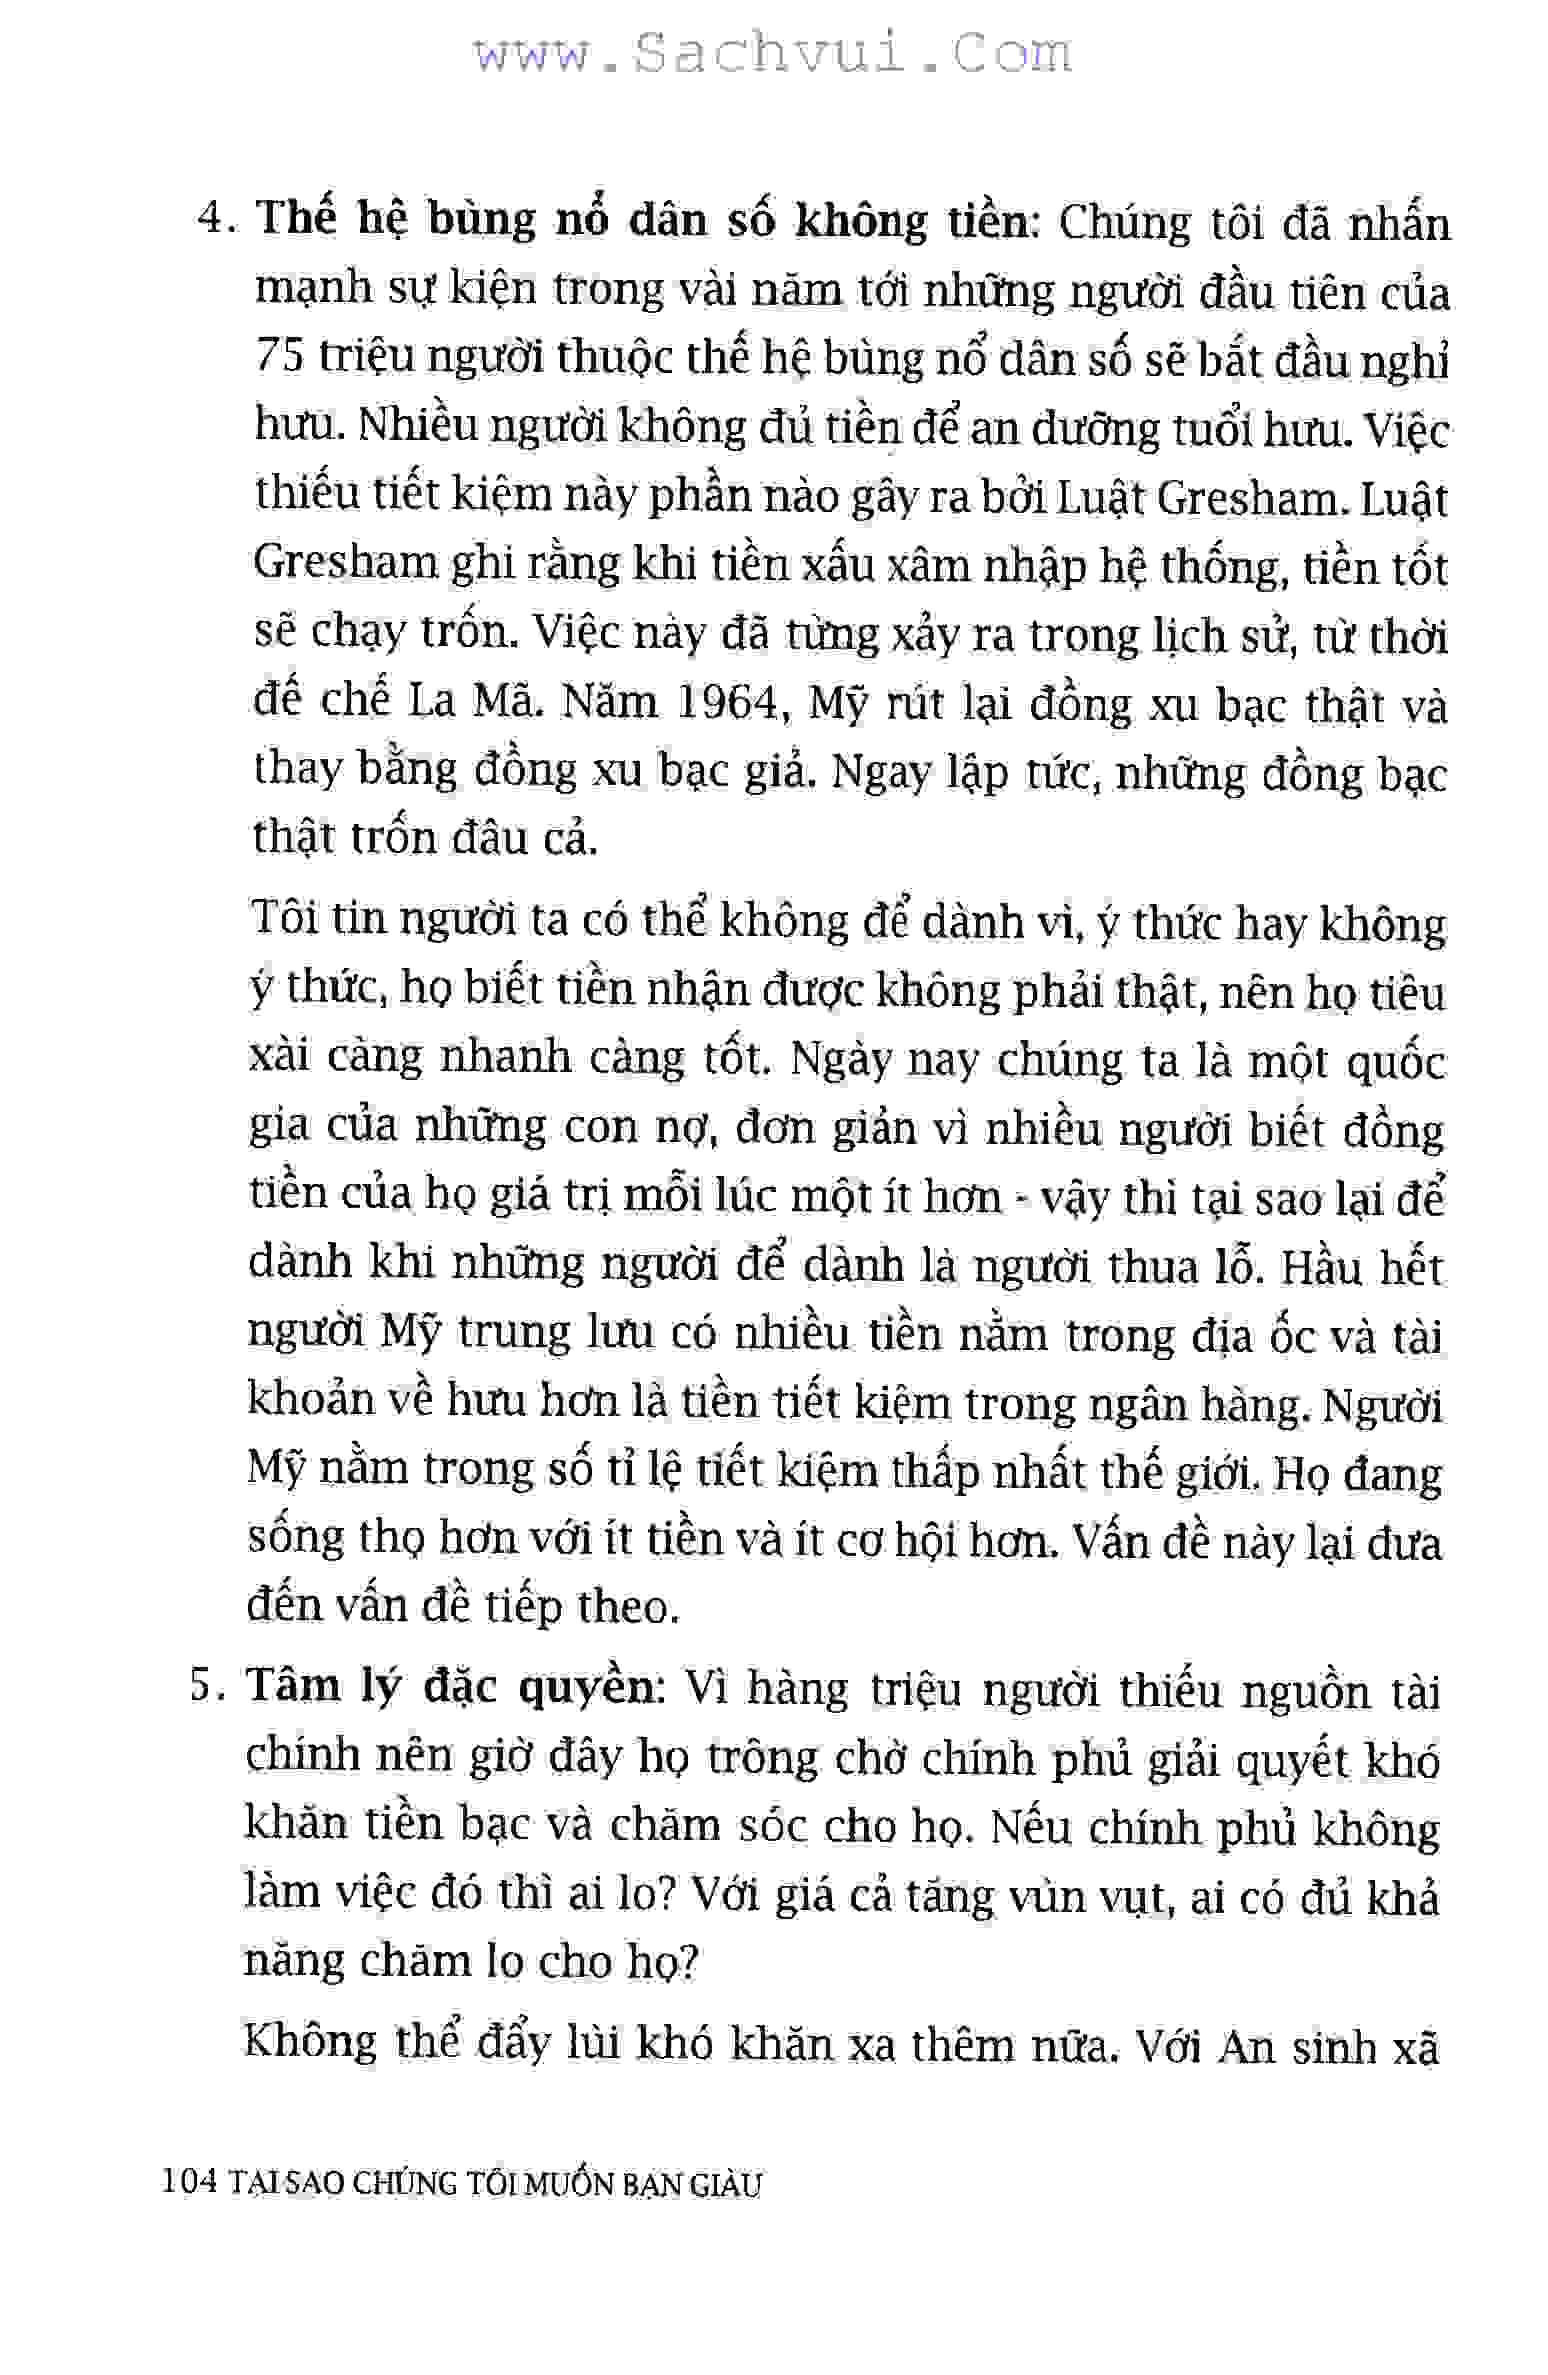 www.Sachvui.Com
4. Thế hệ bùng nổ dân số không tiền: Chúng tôi đã nhấn
mạnh sự kiện trong vài năm tới những người đầu tiên của
75 triệu người thuộc thế hệ bùng nổ dân số sẽ bắt đầu nghỉ
hưu. Nhiều người không đủ tiền để an dưỡng tuổi hưu. Việc
thiếu tiết kiệm này phần nào gây ra bởi Luật Gresham. Luật
Gresham ghi rằng khi tiền xấu xâm nhập hệ thống, tiền tốt
sẽ chạy trốn. Việc này đã từng xảy ra trong lịch sử, từ thời
đế chế La Mã. Năm 1964, Mỹ rút lại đồng xu bạc thật và
thay bằng đồng xu bạc giả. Ngay lập tức, những đồng bạc
thật trốn đâu cả.
Tôi tin người ta có thể không để dành vì, ý thức hay không
ý thức, họ biết tiền nhận được không phải thật, nên họ tiêu
xài càng nhanh càng tốt. Ngày nay chúng ta là một quốc
gia của những con nợ, đơn giản vì nhiều người biết đồng
tiền của họ giá trị mỗi lúc một ít hơn - vậy thì tại sao lại để
dành khi những người để dành là người thua lỗ. Hầu hết
người Mỹ trung lưu có nhiều tiền nằm trong địa ốc và tài
khoản về hưu hơn là tiền tiết kiệm trong ngân hàng. Người
Mỹ nằm trong số tỉ lệ tiết kiệm thấp nhất thế giới. Họ đang
sống thọ hơn với ít tiền và ít cơ hội hơn. Vấn đề này lại đưa
đến vấn đề tiếp theo.
5. Tâm lý đặc quyền: Vì hàng triệu người thiếu nguồn tài
chính nên giờ đây họ trông chờ chính phủ giải quyết khó
khăn tiền bạc và chăm sóc cho họ. Nếu chính phủ không
làm việc đó thì ai lo? Với giá cả tăng vùn vụt, ai có đủ khả
năng chăm lo cho họ?
Không thể đẩy lùi khó khăn xa thêm nữa. Với An sinh xã
104 TẠI SAO CHÚNG TÔI MUỐN BẠN GIÀU